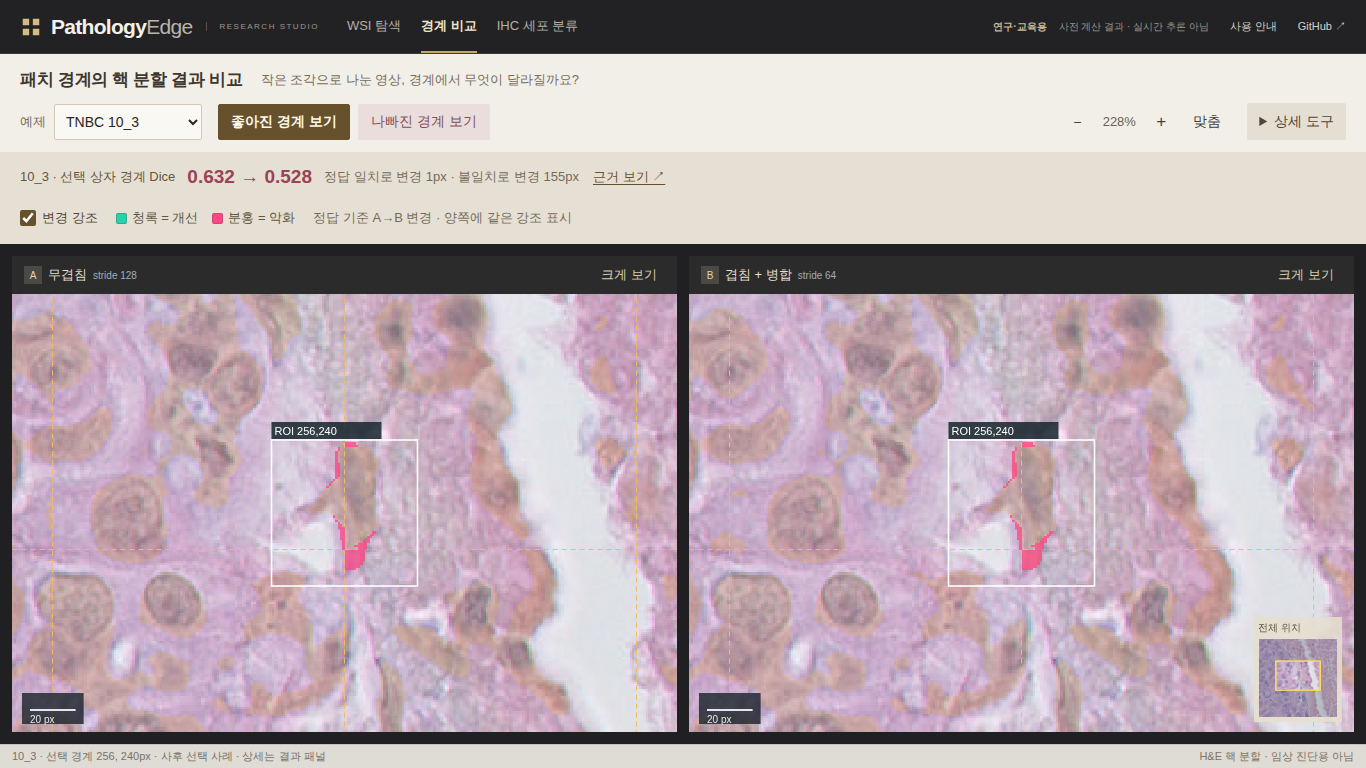 PathologyEdge RESEARCH STUDIO WSI 탐색 경계 비교 IHC 세포 분류 연구·교육용 사전 계산 결과 · 실시간 추론 아님 사용 안내 GitHub ↗
패치 경계의 핵 분할 결과 비교 작은 조각으로 나눈 영상, 경계에서 무엇이 달라질까요?
예제 TNBC 10_3 좋아진 경계 보기 나빠진 경계 보기 − 228% + 맞춤 ▶ 상세 도구
10_3 · 선택 상자 경계 Dice 0.632 → 0.528 정답 일치로 변경 1px · 불일치로 변경 155px 근거 보기 ↗
변경 강조 청록 = 개선 분홍 = 악화 정답 기준 A→B 변경 · 양쪽에 같은 강조 표시
A 무겹침 stride 128 크게 보기
B 겹침 + 병합 stride 64 크게 보기
ROI 256,240
ROI 256,240
전체 위치
20 px
20 px
10_3 · 선택 경계 256, 240px · 사후 선택 사례 · 상세는 결과 패널
H&E 핵 분할 · 임상 진단용 아님